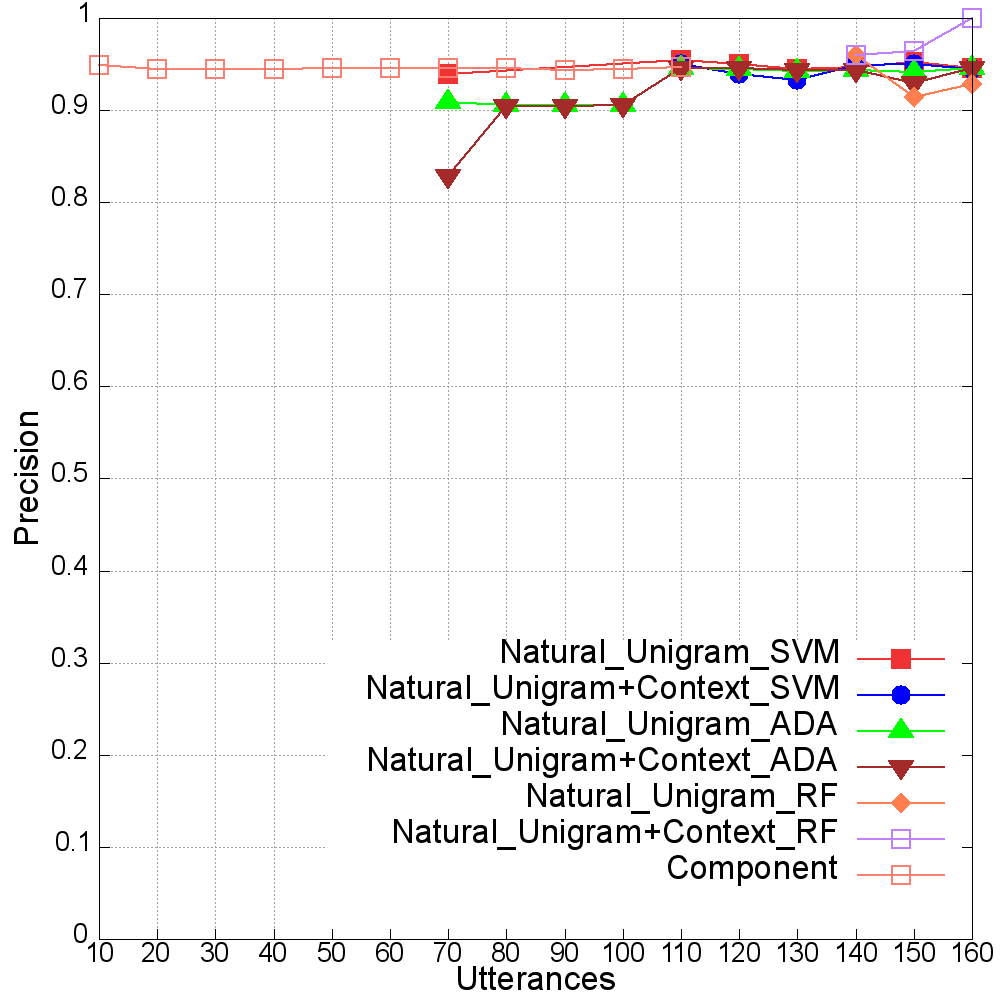 1
0.9
0.8
0.7
0.6
0.5
0.4
0.3
0.2
0.1
0
Precision
Natural_Unigram_SVM
Natural_Unigram+Context_SVM
Natural_Unigram_ADA
Natural_Unigram+Context_ADA
Natural_Unigram_RF
Natural_Unigram+Context_RF
Component
10 20 30 40 50 60 70 80 90 100 110 120 130 140 150 160
Utterances